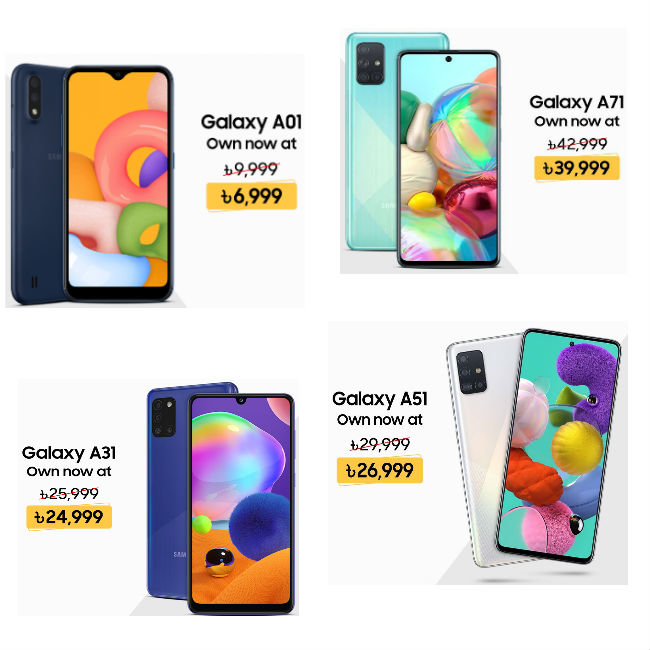 Galaxy A01
Own now at
৳9,999
৳6,999
Galaxy A71
Own now at
৳42,999
৳39,999
Galaxy A31
Own now at
৳25,999
৳24,999
Galaxy A51
Own now at
৳29,999
৳26,999